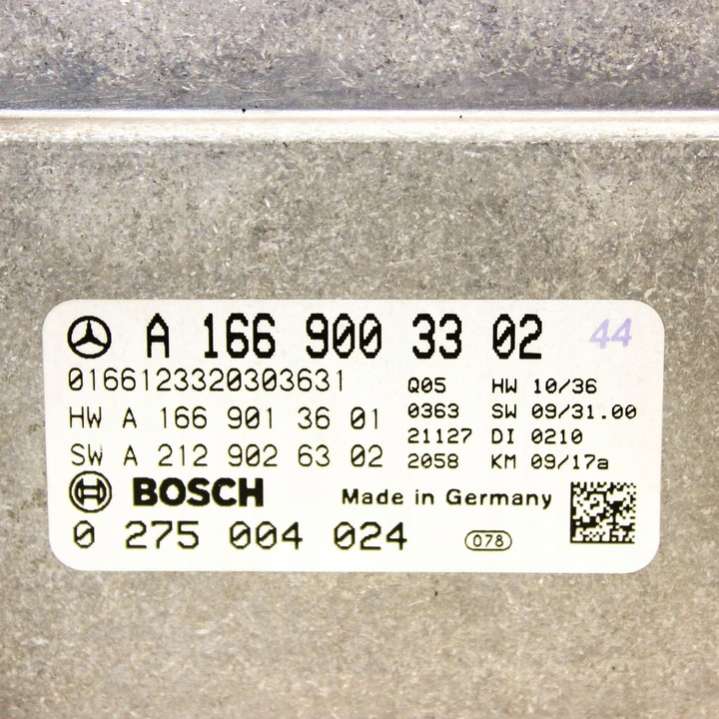 A 166 900 33 02 44
0166123320303631 Q05 HW 10/36
HW A 166 901 36 01 0363 SW 09/31.00
21127 DI 0210
SW A 212 902 63 02 2058 KM 09/17a
BOSCH Made in Germany
0 275 004 024 078